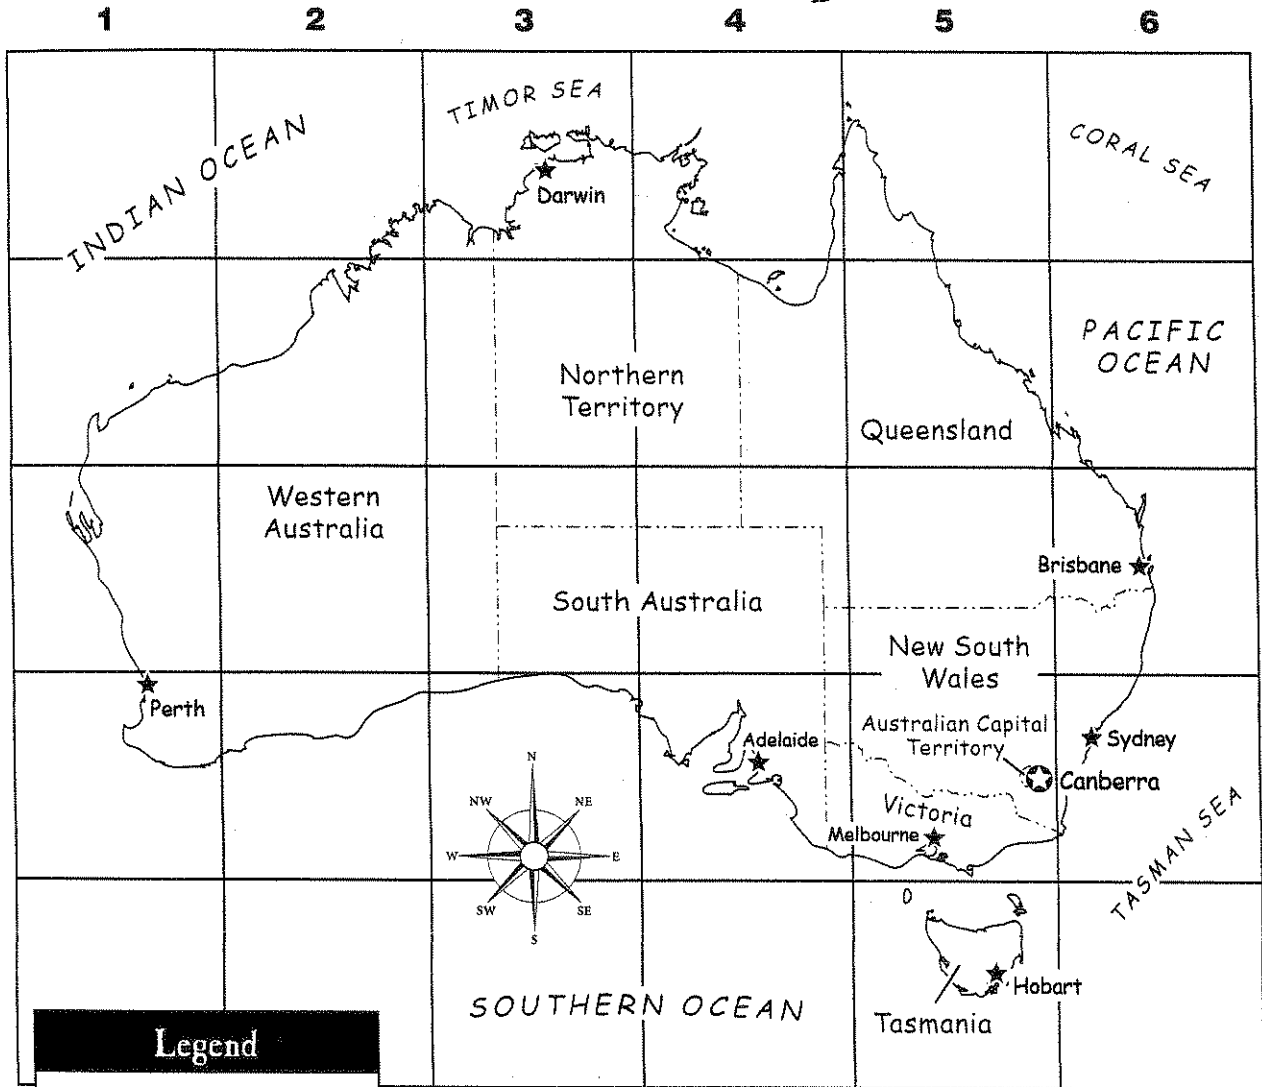 1 2 3 4 5 6
TIMOR SEA
INDIAN OCEAN
CORAL SEA
Darwin
PACIFIC
OCEAN
Northern
Territory
Queensland
Western
Australia
Brisbane
South Australia
New South
Wales
Perth
Australian Capital
Territory
Adelaide
Sydney
Canberra
N
NW NE
W E
SW SE
S
Victoria
Melbourne
TASMAN SEA
Hobart
SOUTHERN OCEAN
Tasmania
Legend